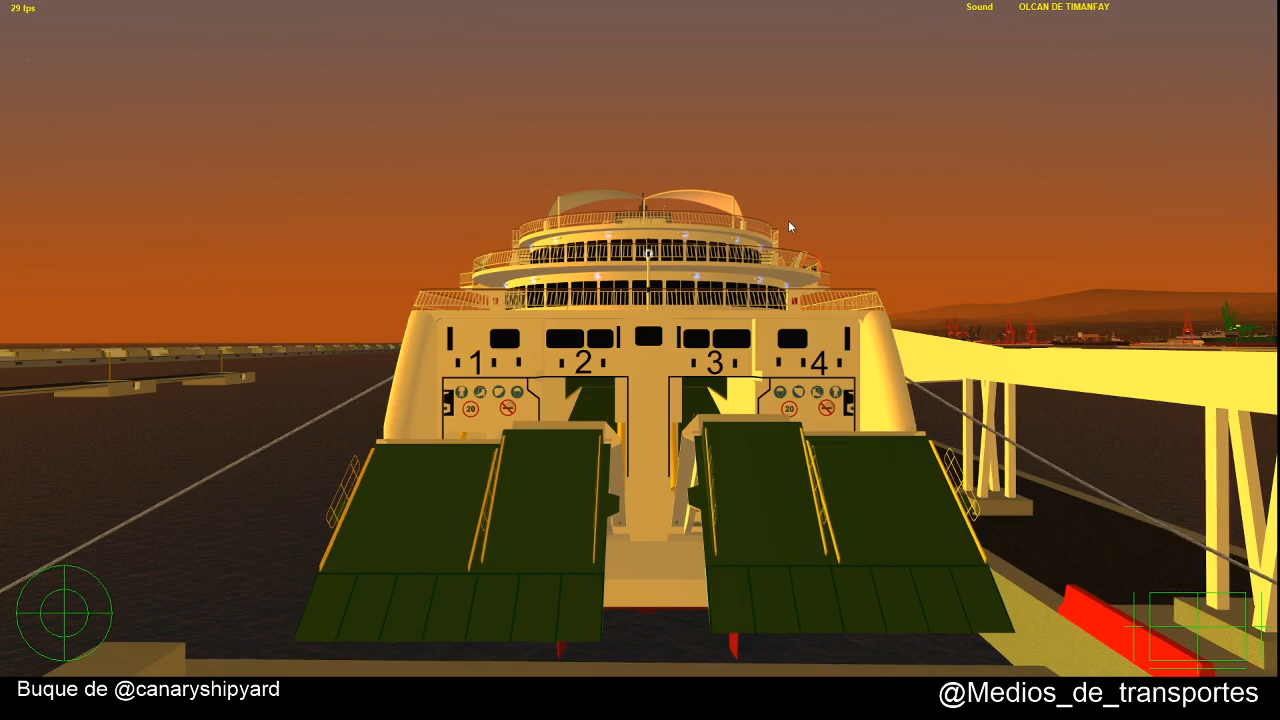 29 fps
Sound OLCAN DE TIMANFAY
1 2 3 4
20 20
Buque de @canaryshipyard
@Medios_de_transportes